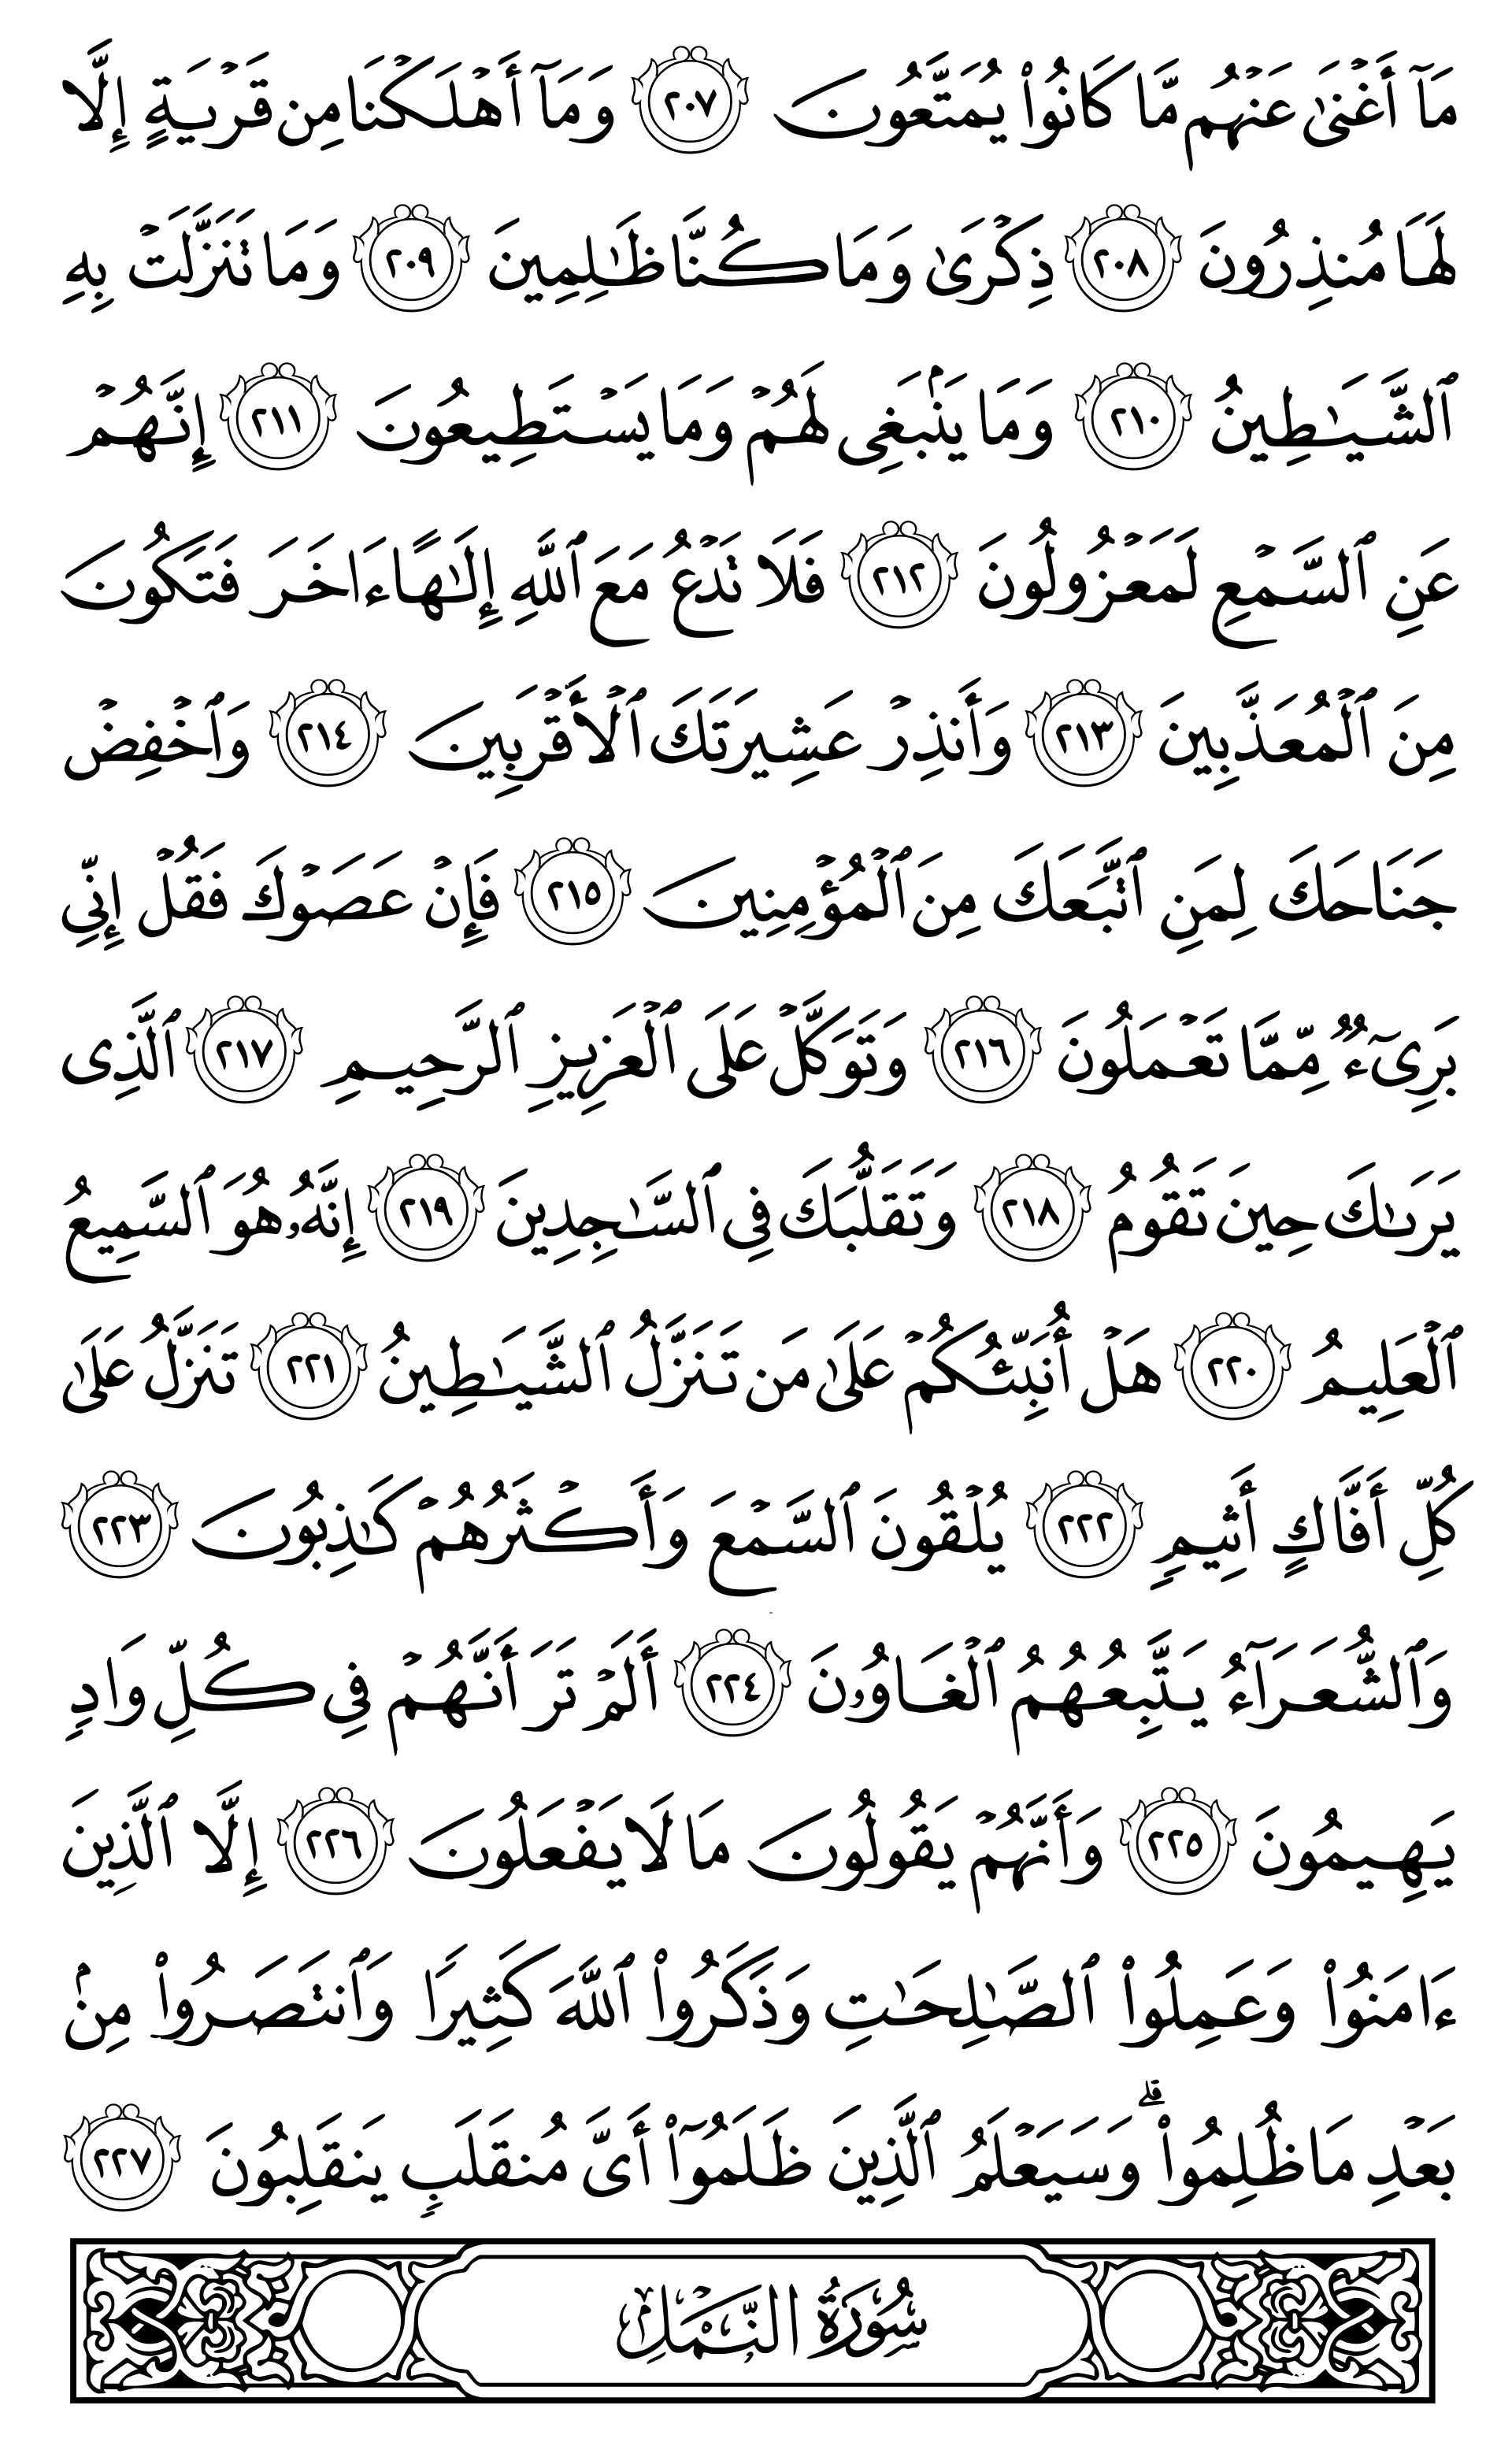 مَآ أَغْنَىٰ عَنْهُم مَّا كَانُوا۟ يُمَتَّعُونَ ٢٠٧ وَمَآ أَهْلَكْنَا مِن قَرْيَةٍ إِلَّا
لَهَا مُنذِرُونَ ٢٠٨ ذِكْرَىٰ وَمَا كُنَّا ظَـٰلِمِينَ ٢٠٩ وَمَا تَنَزَّلَتْ بِهِ
ٱلشَّيَـٰطِينُ ٢١٠ وَمَا يَنۢبَغِى لَهُمْ وَمَا يَسْتَطِيعُونَ ٢١١ إِنَّهُمْ
عَنِ ٱلسَّمْعِ لَمَعْزُولُونَ ٢١٢ فَلَا تَدْعُ مَعَ ٱللَّهِ إِلَـٰهًا ءَاخَرَ فَتَكُونَ
مِنَ ٱلْمُعَذَّبِينَ ٢١٣ وَأَنذِرْ عَشِيرَتَكَ ٱلْأَقْرَبِينَ ٢١٤ وَٱخْفِضْ
جَنَاحَكَ لِمَنِ ٱتَّبَعَكَ مِنَ ٱلْمُؤْمِنِينَ ٢١٥ فَإِنْ عَصَوْكَ فَقُلْ إِنِّى
بَرِىٓءٌ مِّمَّا تَعْمَلُونَ ٢١٦ وَتَوَكَّلْ عَلَى ٱلْعَزِيزِ ٱلرَّحِيمِ ٢١٧ ٱلَّذِى
يَرَىٰكَ حِينَ تَقُومُ ٢١٨ وَتَقَلُّبَكَ فِى ٱلسَّـٰجِدِينَ ٢١٩ إِنَّهُۥ هُوَ ٱلسَّمِيعُ
ٱلْعَلِيمُ ٢٢٠ هَلْ أُنَبِّئُكُمْ عَلَىٰ مَن تَنَزَّلُ ٱلشَّيَـٰطِينُ ٢٢١ تَنَزَّلُ عَلَىٰ
كُلِّ أَفَّاكٍ أَثِيمٍ ٢٢٢ يُلْقُونَ ٱلسَّمْعَ وَأَكْثَرُهُمْ كَـٰذِبُونَ ٢٢٣
وَٱلشُّعَرَآءُ يَتَّبِعُهُمُ ٱلْغَاوُۥنَ ٢٢٤ أَلَمْ تَرَ أَنَّهُمْ فِى كُلِّ وَادٍ
يَهِيمُونَ ٢٢٥ وَأَنَّهُمْ يَقُولُونَ مَا لَا يَفْعَلُونَ ٢٢٦ إِلَّا ٱلَّذِينَ
ءَامَنُوا۟ وَعَمِلُوا۟ ٱلصَّـٰلِحَـٰتِ وَذَكَرُوا۟ ٱللَّهَ كَثِيرًا وَٱنتَصَرُوا۟ مِنۢ
بَعْدِ مَا ظُلِمُوا۟ ۗ وَسَيَعْلَمُ ٱلَّذِينَ ظَلَمُوٓا۟ أَىَّ مُنقَلَبٍ يَنقَلِبُونَ ٢٢٧
سُورَةُ النَّمْلِ